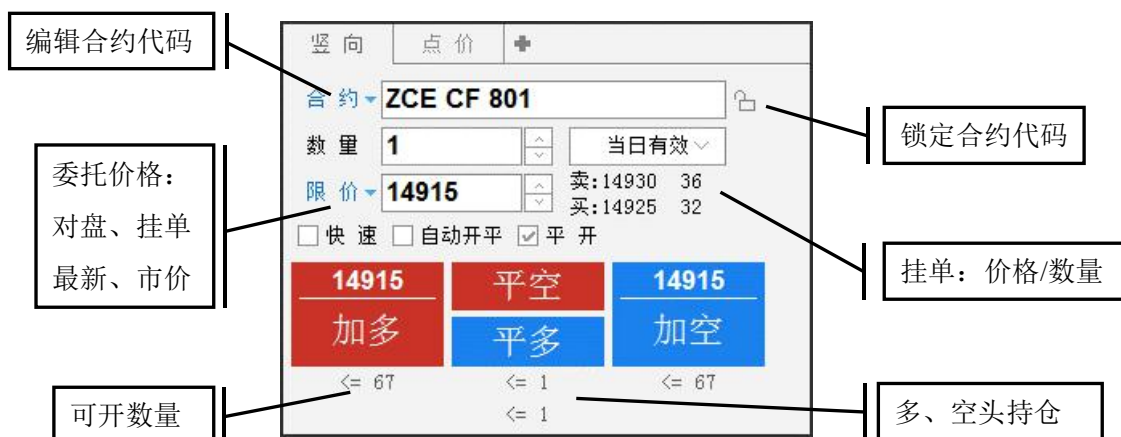 编辑合约代码
竖 向
点 价
合 约
ZCE CF 801
锁定合约代码
数 量
1
当日有效
委托价格：
对盘、挂单
最新、市价
限 价
14915
卖:14930 36
买:14925 32
快 速
自动开平
平 开
挂单：价格/数量
14915
加多
平空
平多
14915
加空
<= 67
<= 1
<= 67
<= 1
可开数量
多、空头持仓